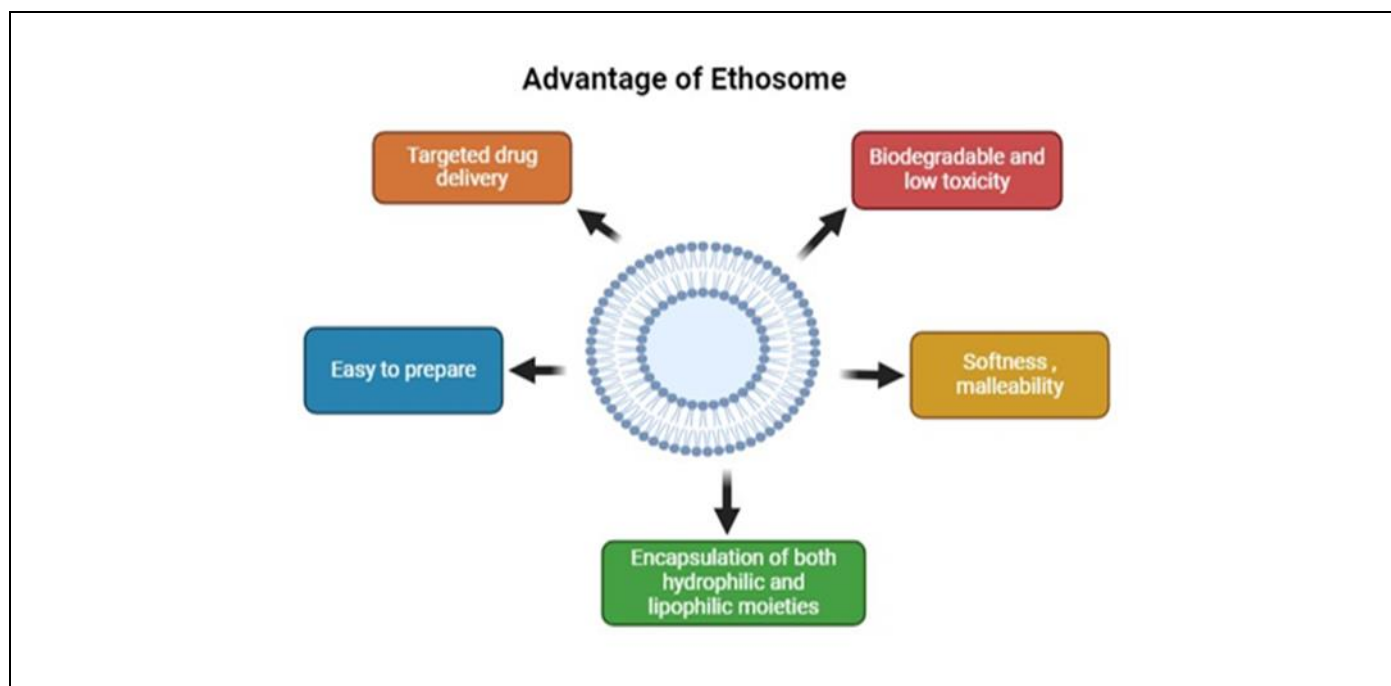 Advantage of Ethosome
Targeted drug
delivery
Biodegradable and
low toxicity
Easy to prepare
Softness ,
malleability
Encapsulation of both
hydrophilic and
lipophilic moieties